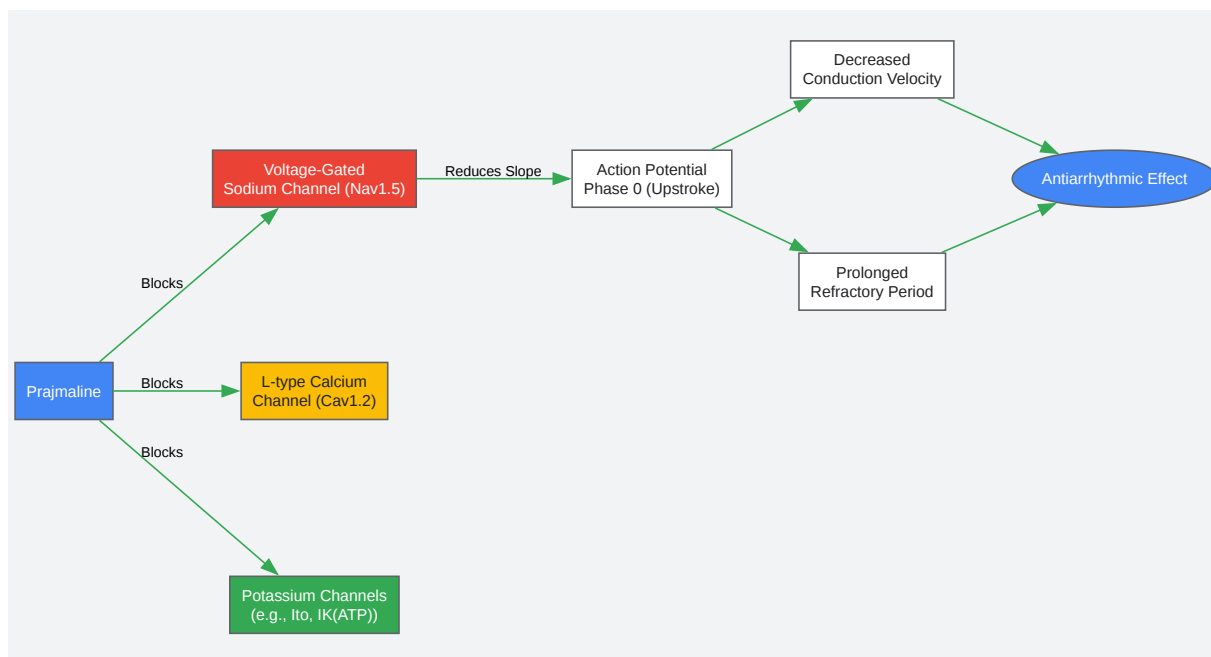 Decreased
Conduction Velocity
Voltage-Gated
Sodium Channel (Nav1.5)
Reduces Slope
Action Potential
Phase 0 (Upstroke)
Antiarrhythmic Effect
Blocks
Prolonged
Refractory Period
Prajmaline
Blocks
L-type Calcium
Channel (Cav1.2)
Blocks
Potassium Channels
(e.g., Ito, IK(ATP))